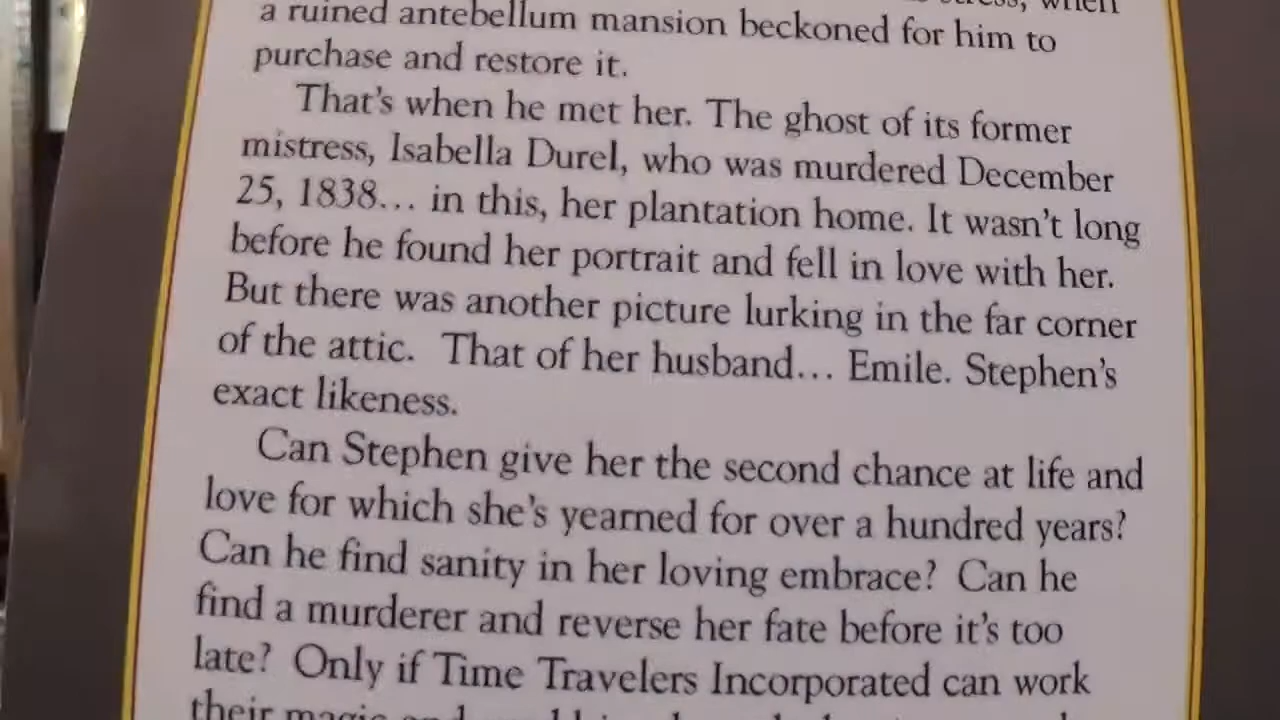 stress, when
a ruined antebellum mansion beckoned for him to
purchase and restore it.
That's when he met her. The ghost of its former
mistress, Isabella Durel, who was murdered December
25, 1838... in this, her plantation home. It wasn't long
before he found her portrait and fell in love with her.
But there was another picture lurking in the far corner
of the attic. That of her husband... Emile. Stephen's
exact likeness.
Can Stephen give her the second chance at life and
love for which she's yearned for over a hundred years?
Can he find sanity in her loving embrace? Can he
find a murderer and reverse her fate before it's too
late? Only if Time Travelers Incorporated can work
their magic and